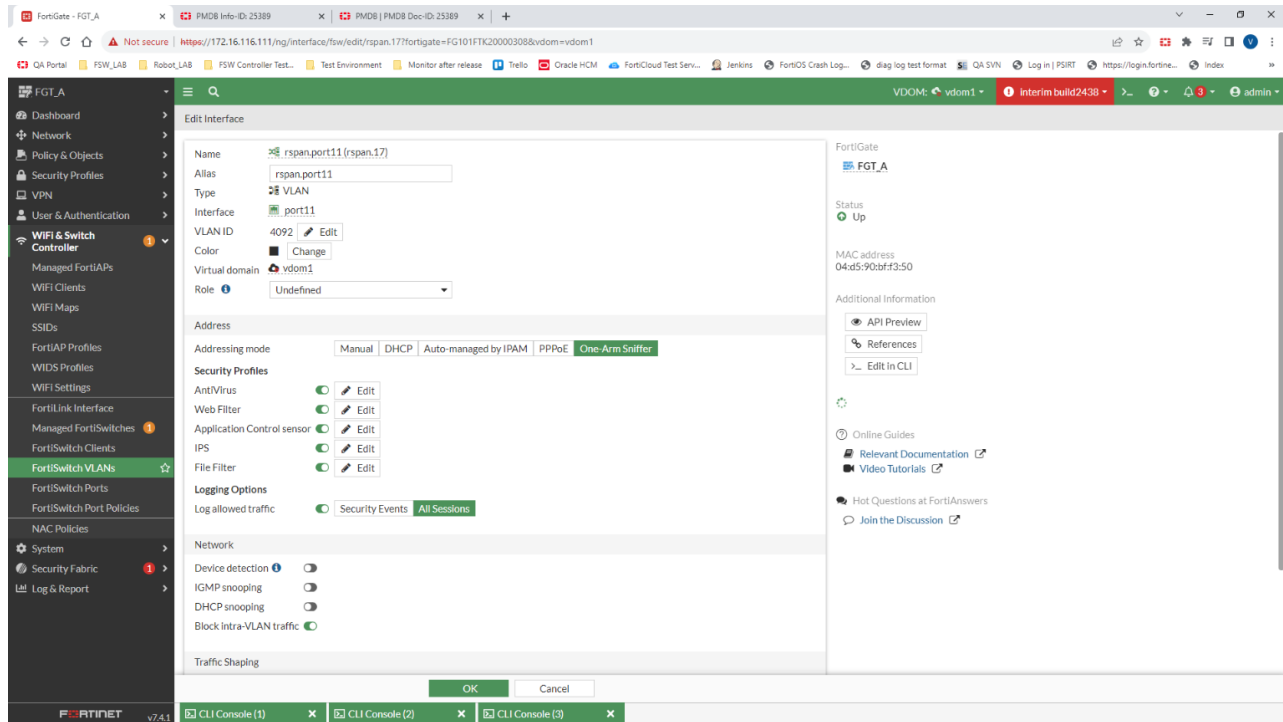 FortiGate - FGT_A
PMDB Info-ID: 25389
PMDB | PMDB Doc-ID: 25389
Not secure | https://172.16.116.111/ng/interface/fsw/edit/rspan.17?fortigate=FG101FTK20000308&vdom=vdom1
QA Portal FSW_LAB Robot_LAB FSW Controller Test... Test Environment Monitor after release Trello Oracle HCM FortiCloud Test Serv... Jenkins FortiOS Crash Log... diag log test format QA SVN Log in | PSIRT https://login.fortine... Index »
FGT_A
VDOM: vdom1
interim build2438
>_
3
admin
Dashboard
Network
Policy & Objects
Security Profiles
VPN
User & Authentication
WiFi & Switch Controller 1
Managed FortiAPs
WiFi Clients
WiFi Maps
SSIDs
FortiAP Profiles
WIDS Profiles
WiFi Settings
FortiLink Interface
Managed FortiSwitches 1
FortiSwitch Clients
FortiSwitch VLANs
FortiSwitch Ports
FortiSwitch Port Policies
NAC Policies
System
Security Fabric 1
Log & Report
FORTINET v7.4.1
Edit Interface
Name rspan.port11 (rspan.17)
Alias rspan.port11
Type VLAN
Interface port11
VLAN ID 4092 Edit
Color Change
Virtual domain vdom1
Role Undefined
Address
Addressing mode Manual DHCP Auto-managed by IPAM PPPoE One-Arm Sniffer
Security Profiles
AntiVirus Edit
Web Filter Edit
Application Control sensor Edit
IPS Edit
File Filter Edit
Logging Options
Log allowed traffic Security Events All Sessions
Network
Device detection
IGMP snooping
DHCP snooping
Block intra-VLAN traffic
Traffic Shaping
OK Cancel
FortiGate
FGT_A
Status
Up
MAC address
04:d5:90:bf:f3:50
Additional Information
API Preview
References
>_ Edit in CLI
Online Guides
Relevant Documentation
Video Tutorials
Hot Questions at FortiAnswers
Join the Discussion
CLI Console (1)
CLI Console (2)
CLI Console (3)